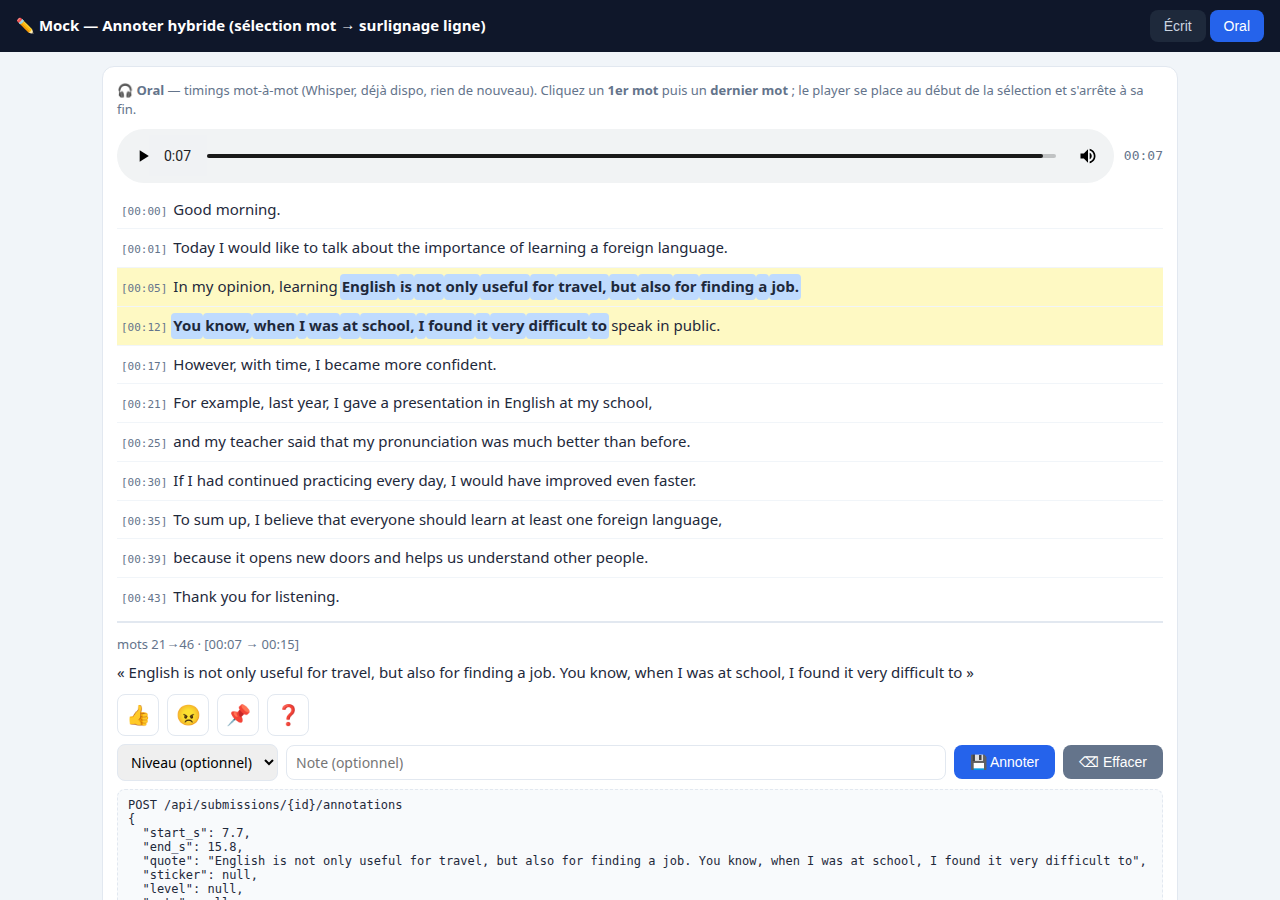 ✏️ Mock — Annoter hybride (sélection mot → surlignage ligne)
Écrit
Oral
🎧 Oral — timings mot-à-mot (Whisper, déjà dispo, rien de nouveau). Cliquez un 1er mot puis un dernier mot ; le player se place au début de la sélection et s'arrête à sa
fin.
0:07
00:07
[00:00] Good morning.
[00:01] Today I would like to talk about the importance of learning a foreign language.
[00:05] In my opinion, learning English is not only useful for travel, but also for finding a job.
[00:12] You know, when I was at school, I found it very difficult to speak in public.
[00:17] However, with time, I became more confident.
[00:21] For example, last year, I gave a presentation in English at my school,
[00:25] and my teacher said that my pronunciation was much better than before.
[00:30] If I had continued practicing every day, I would have improved even faster.
[00:35] To sum up, I believe that everyone should learn at least one foreign language,
[00:39] because it opens new doors and helps us understand other people.
[00:43] Thank you for listening.
mots 21→46 · [00:07 → 00:15]
« English is not only useful for travel, but also for finding a job. You know, when I was at school, I found it very difficult to »
👍 😠 📌 ❓
Niveau (optionnel)
Note (optionnel)
💾 Annoter
⌫ Effacer
POST /api/submissions/{id}/annotations
{
"start_s": 7.7,
"end_s": 15.8,
"quote": "English is not only useful for travel, but also for finding a job. You know, when I was at school, I found it very difficult to",
"sticker": null,
"level": null,